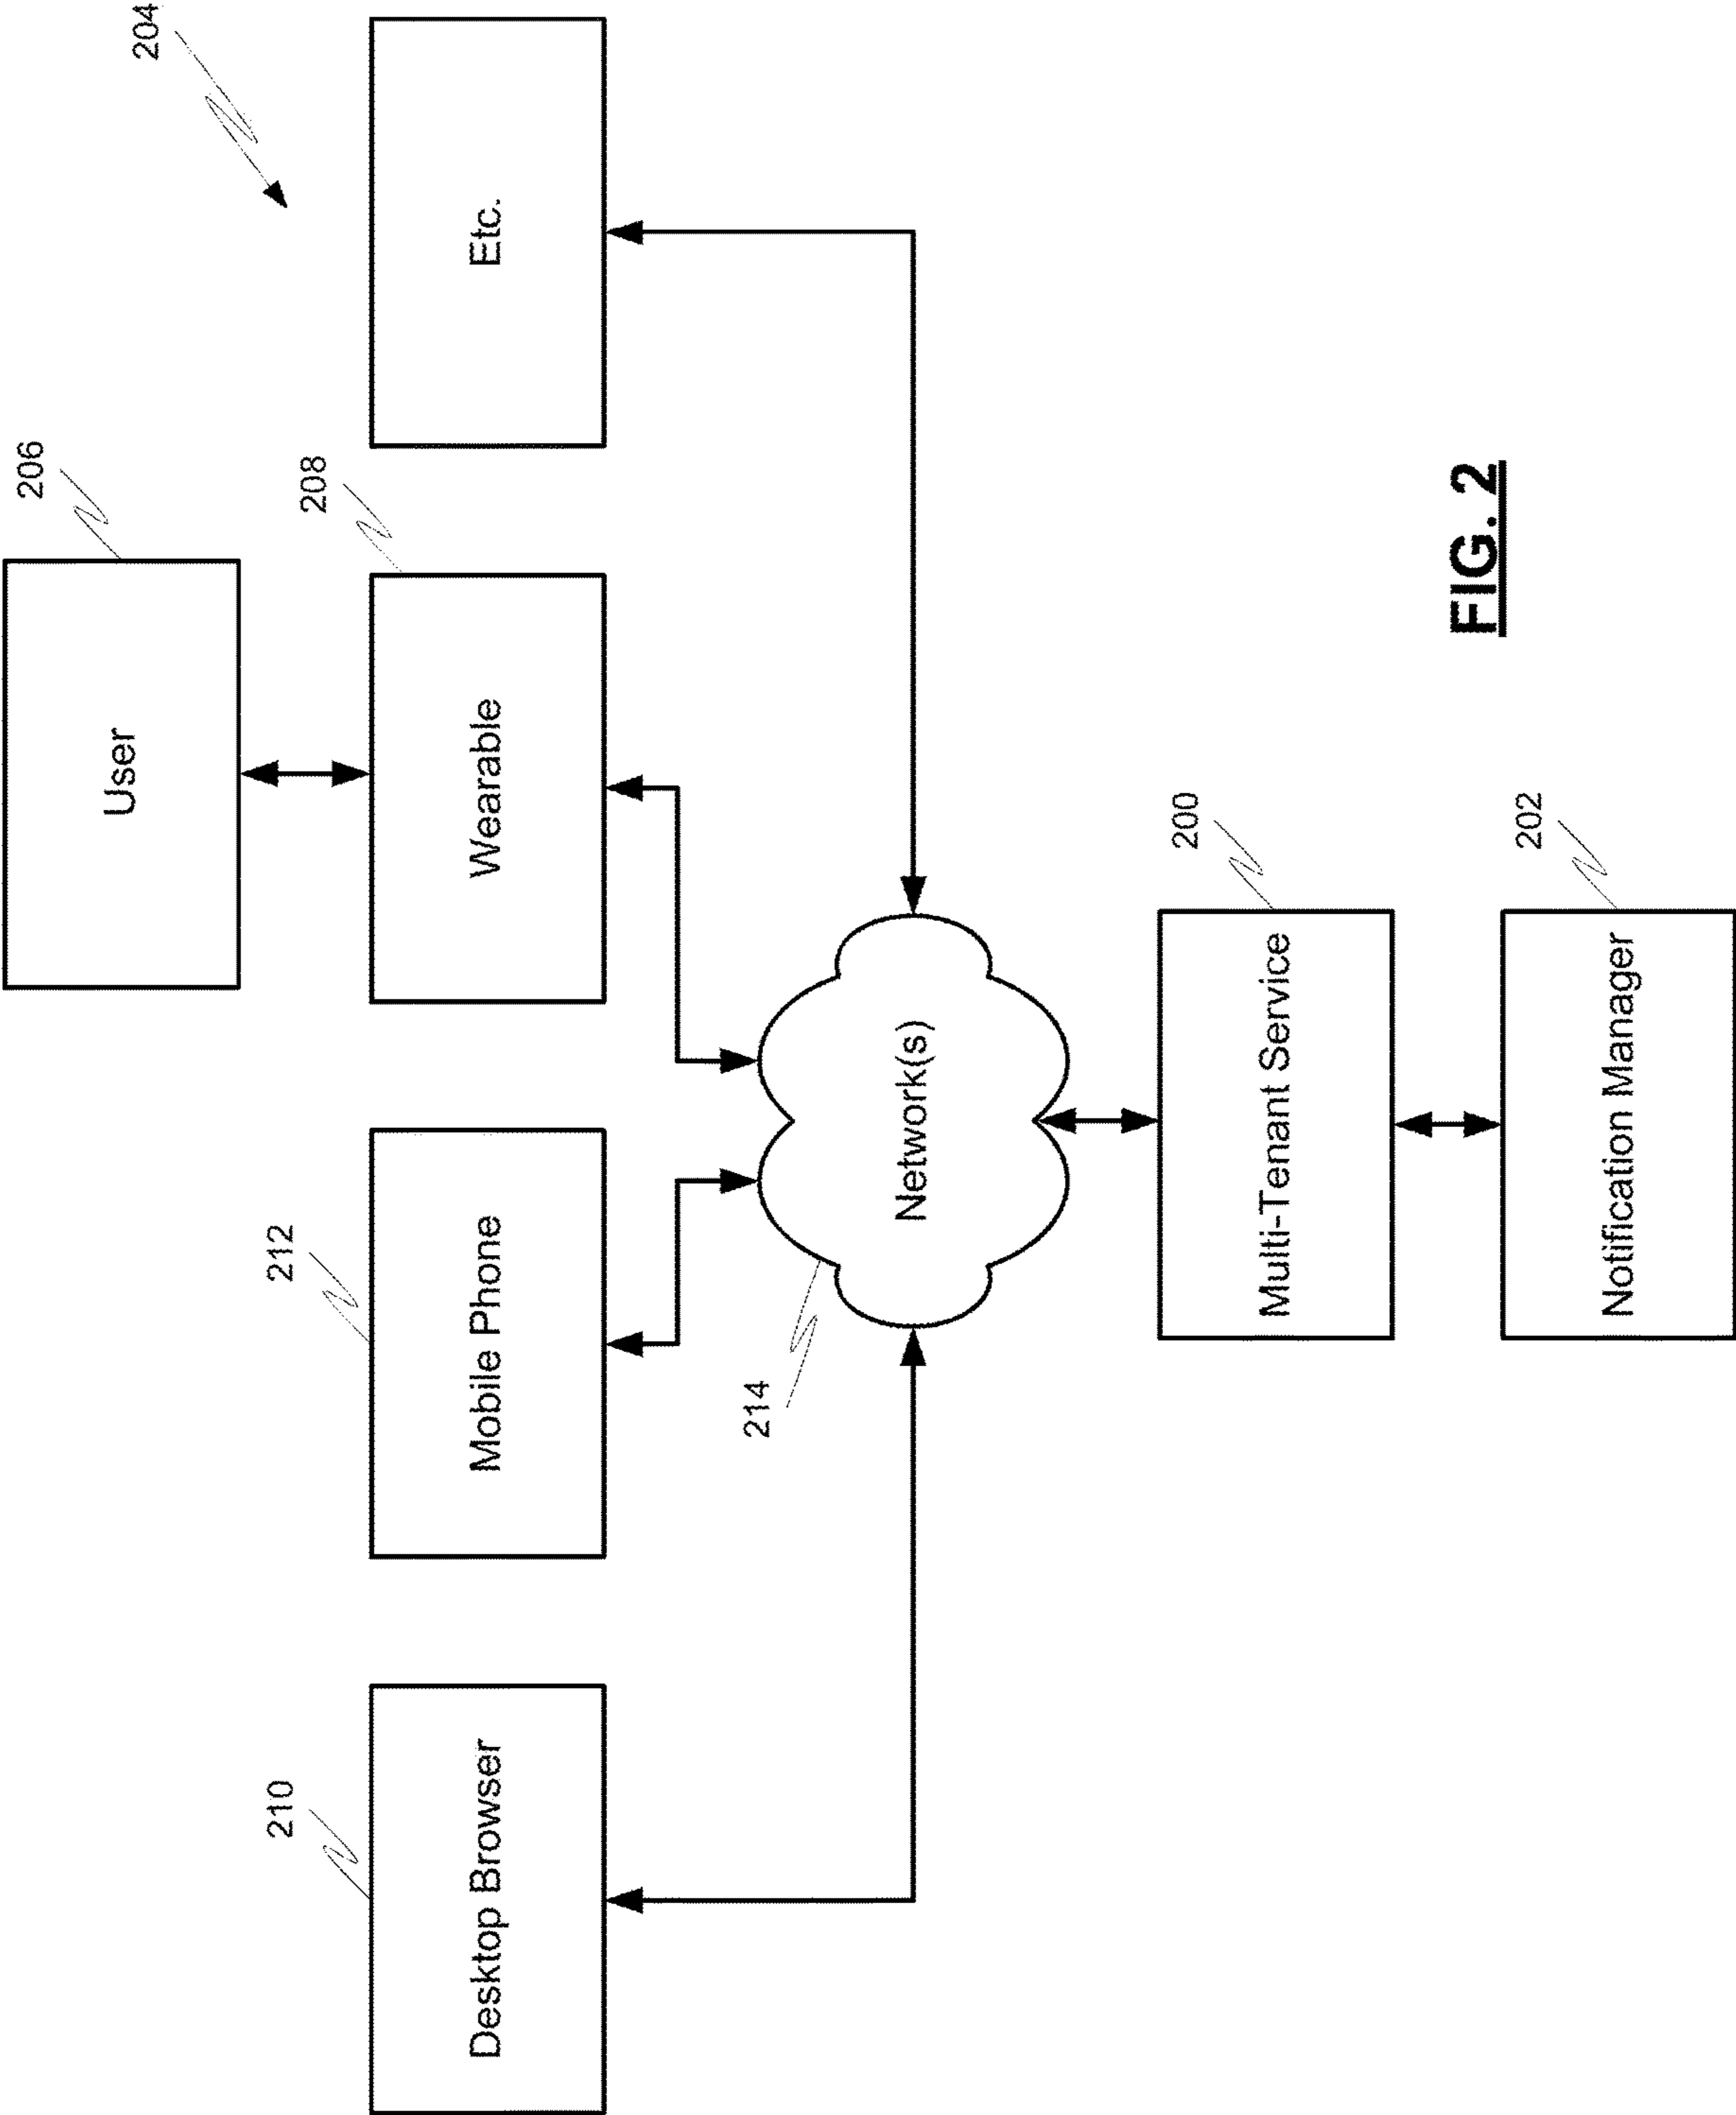 206
User
204
210
212
208
Desktop Browser
Mobile Phone
Wearable
Etc.
214
Network(s)
200
Multi-Tenant Service
FIG. 2
202
Notification Manager